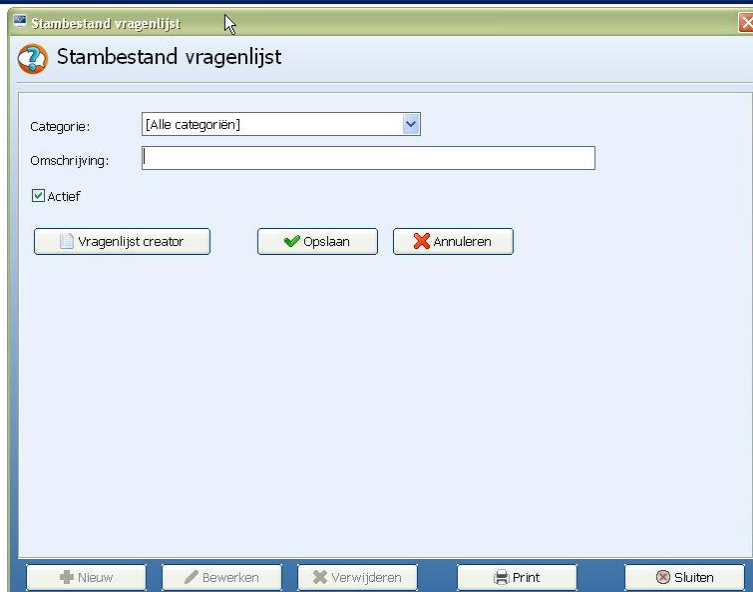 Stambestand vragenlijst
Stambestand vragenlijst
Categorie: [Alle categoriën]
Omschrijving:
Actief
Vragenlijst creator Opslaan Annuleren
Nieuw Bewerken Verwijderen Print Sluiten